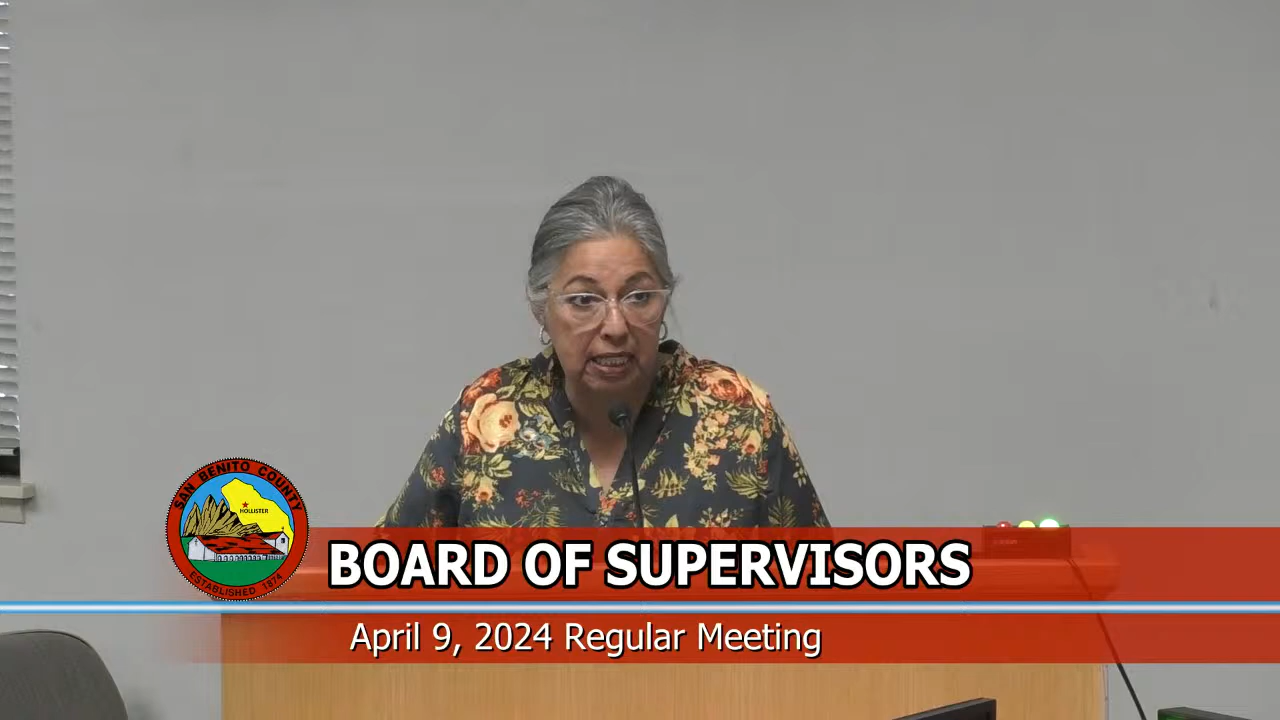 SAN BENITO COUNTY
HOLLISTER
ESTABLISHED 1874
BOARD OF SUPERVISORS
April 9, 2024 Regular Meeting